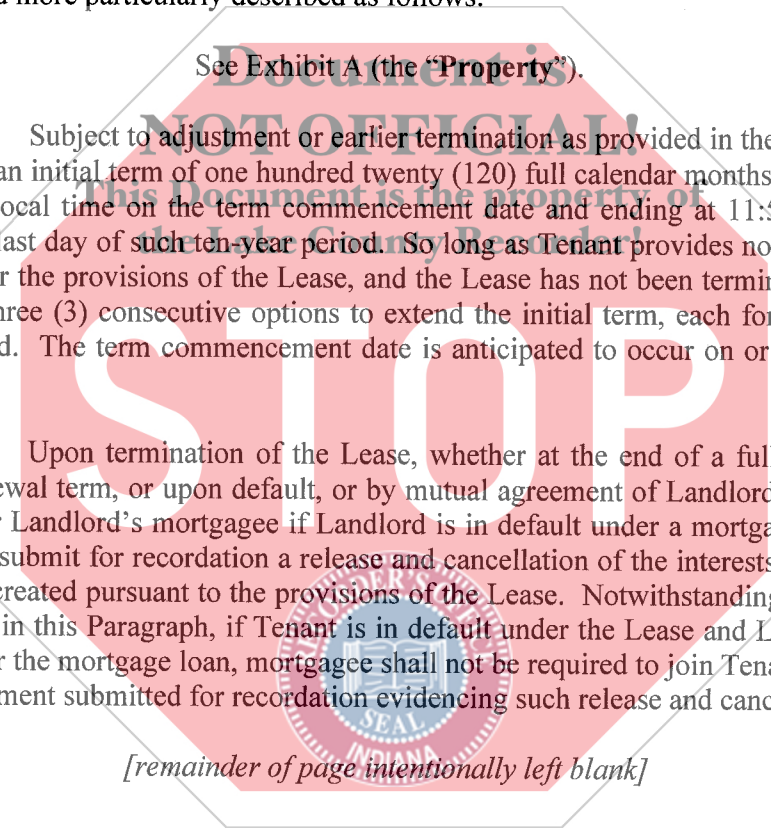 d more particularly described as follows:
See Exhibit A (the “Property”).
Document is
NOT OFFICIAL!
Subject to adjustment or earlier termination as provided in the
an initial term of one hundred twenty (120) full calendar months
This Document is the property of
local time on the term commencement date and ending at 11:5
last day of such ten-year period. So long as Tenant provides no
the Lake County Recorder!
r the provisions of the Lease, and the Lease has not been termin
hree (3) consecutive options to extend the initial term, each for
d. The term commencement date is anticipated to occur on or
STOP
Upon termination of the Lease, whether at the end of a full
ewal term, or upon default, or by mutual agreement of Landlord
r Landlord’s mortgagee if Landlord is in default under a mortga
submit for recordation a release and cancellation of the interests
created pursuant to the provisions of the Lease. Notwithstanding
in this Paragraph, if Tenant is in default under the Lease and L
r the mortgage loan, mortgagee shall not be required to join Tena
ment submitted for recordation evidencing such release and canc
SEAL
INDIANA
[remainder of page intentionally left blank]